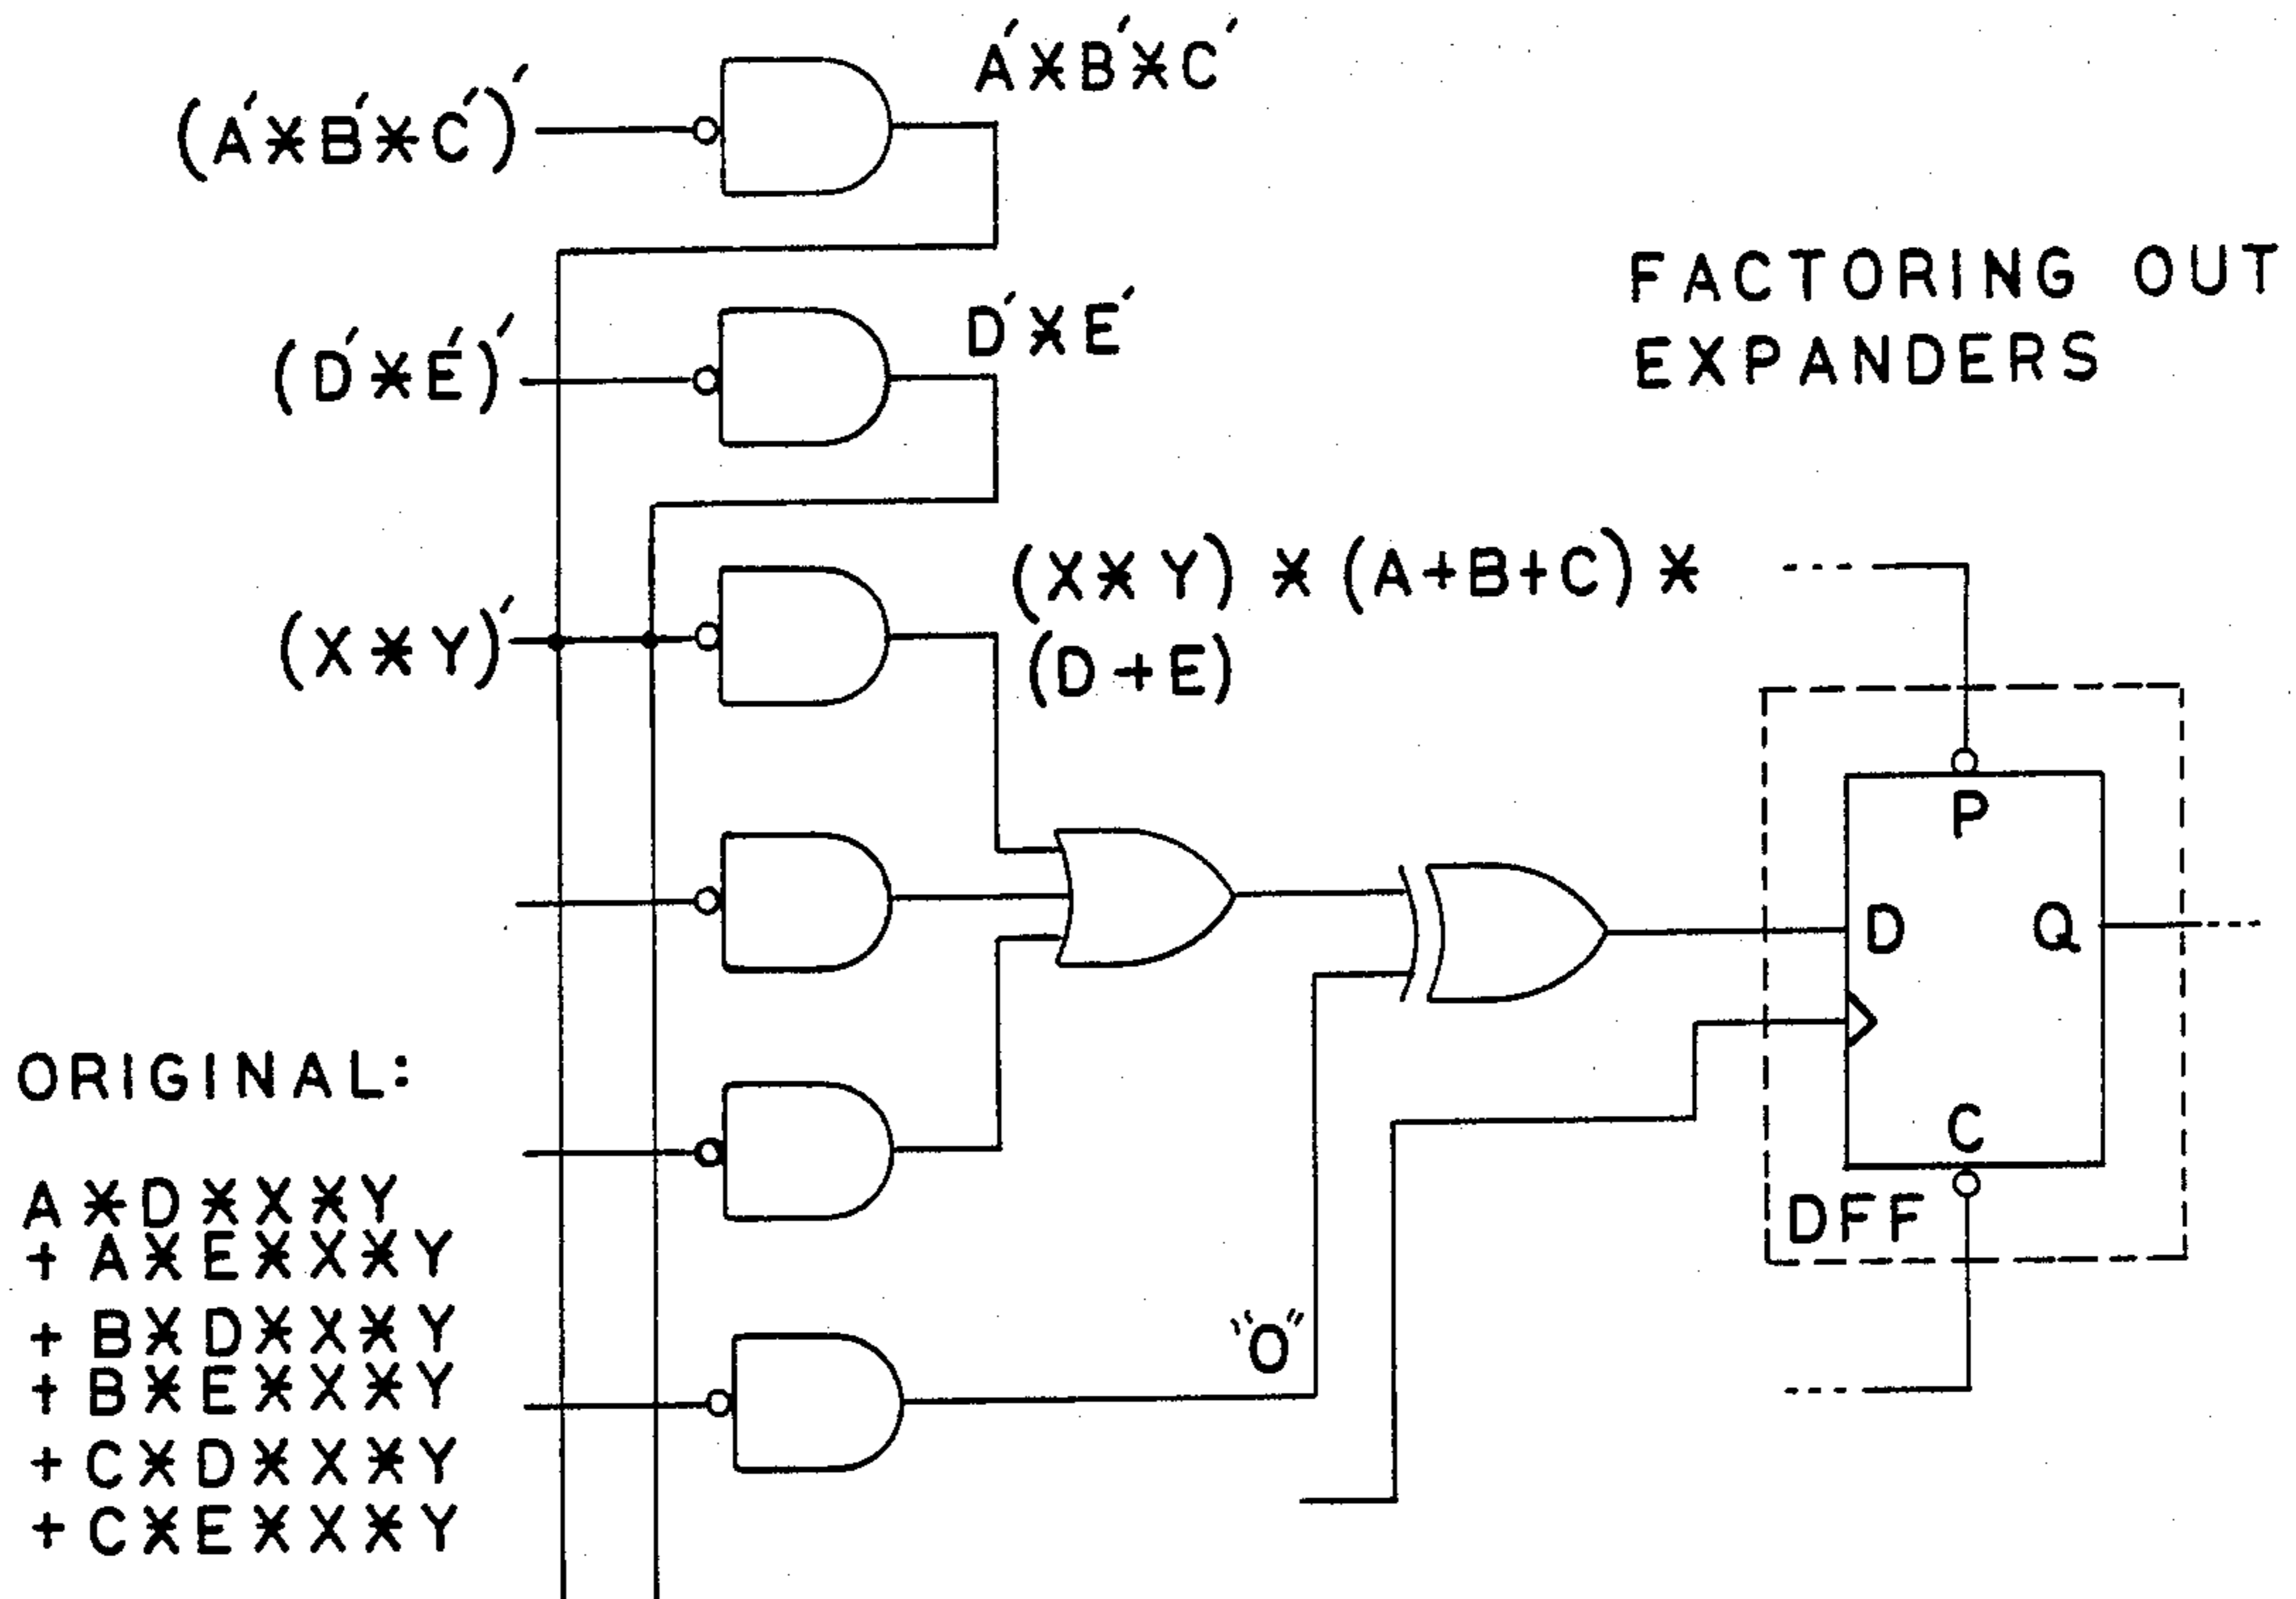 A'*B'*C'
(A'*B'*C')'
FACTORING OUT
EXPANDERS
D'*E'
(D'*E')'
(X*Y)*(A+B+C)*
(D+E)
(X*Y)'
P
D
Q
C
DFF
"0"
ORIGINAL:
A*D*X*Y
+ A*E*X*Y
+ B*D*X*Y
+ B*E*X*Y
+ C*D*X*Y
+ C*E*X*Y